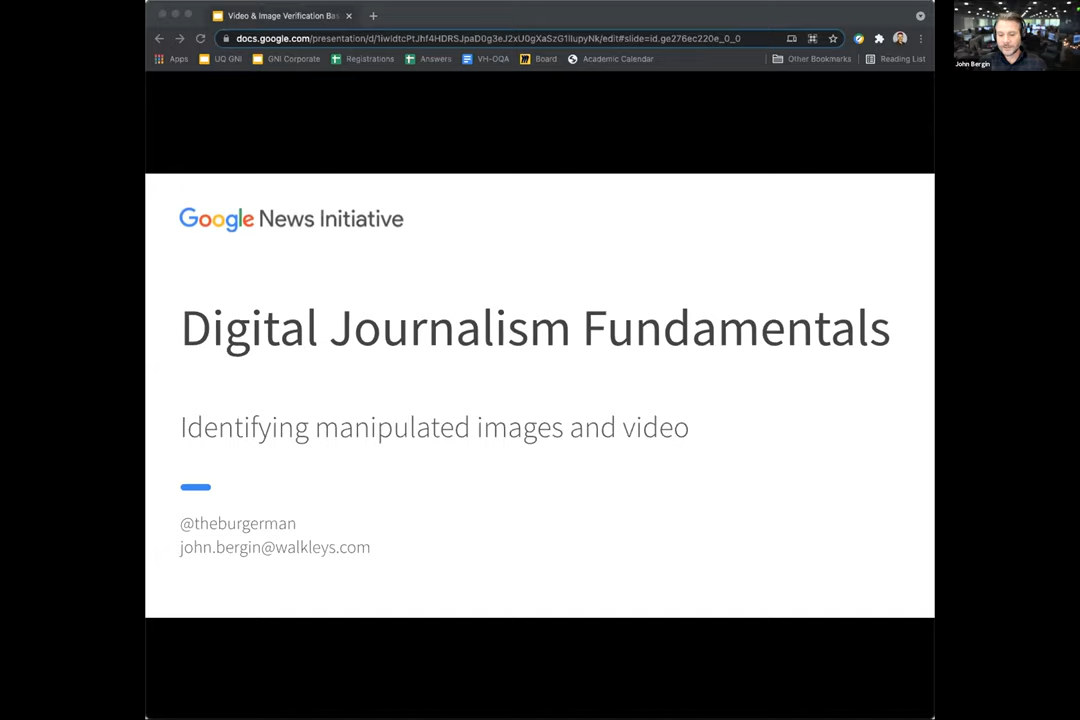 Video & Image Verification Bas
docs.google.com/presentation/d/1iwIdtcPtJhf4HDRSJpaD0g3eJ2xU0gXaSzG1lIupyNk/edit#slide=id.ge276ec220e_0_0
Apps UQ GNI GNI Corporate Registrations Answers VH-OQA Board Academic Calendar Other Bookmarks Reading List
John Bergin
Google News Initiative
Digital Journalism Fundamentals
Identifying manipulated images and video
@theburgerman
john.bergin@walkleys.com